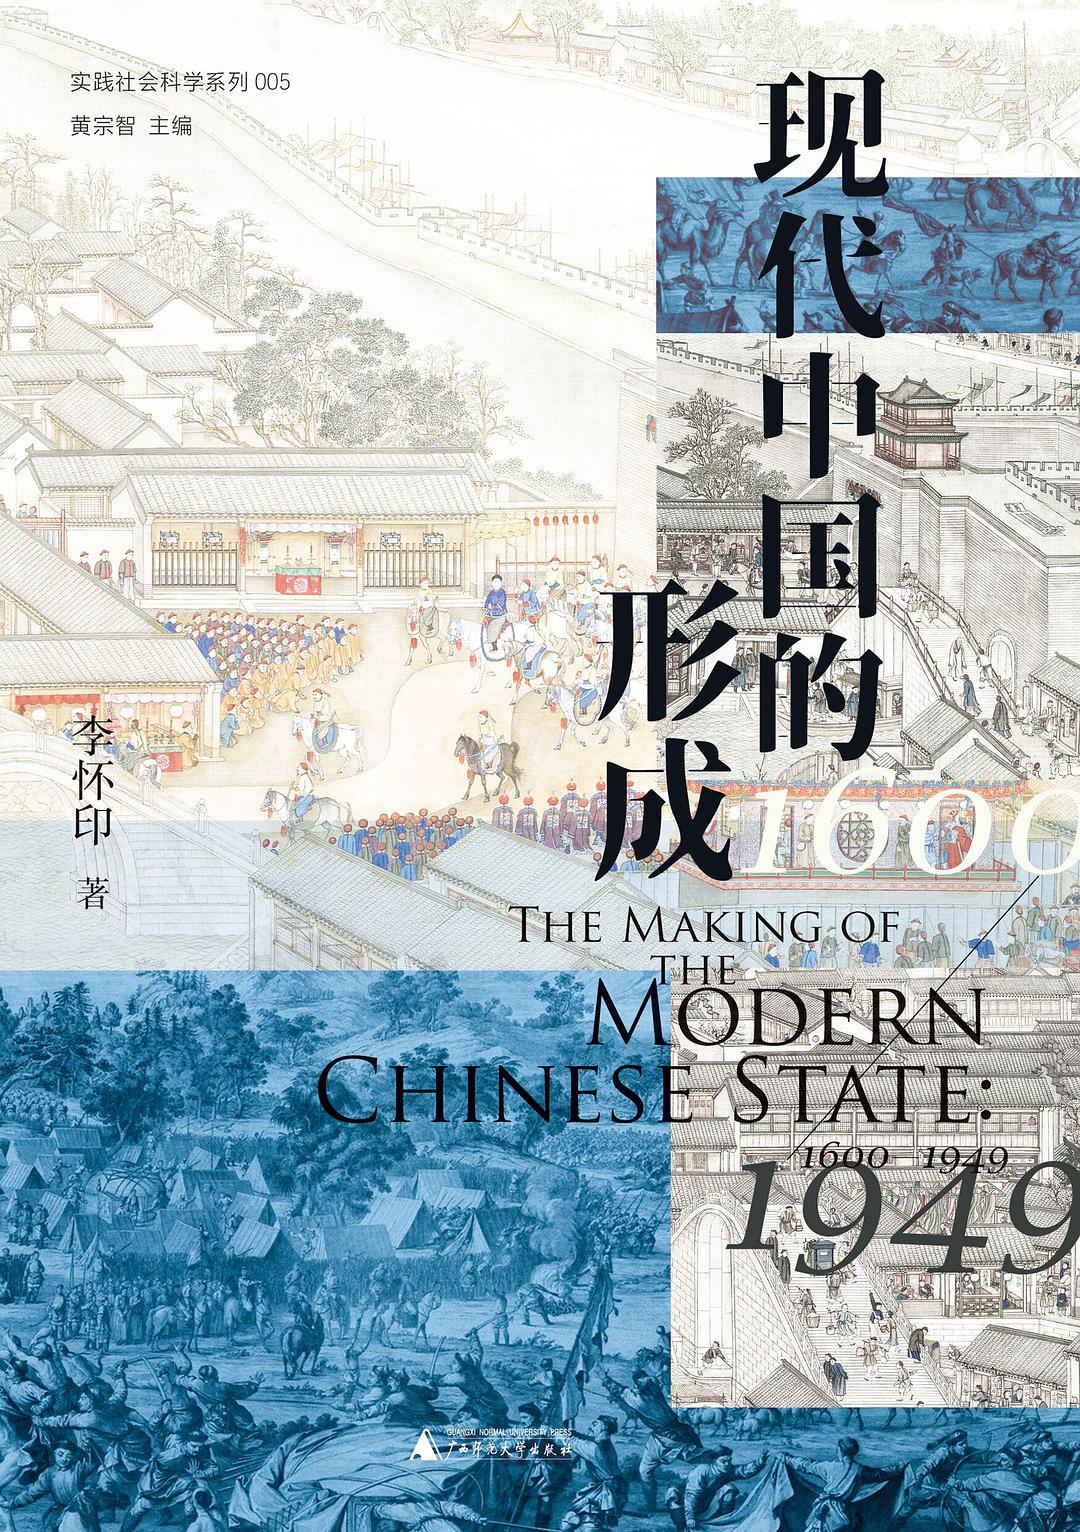 实践社会科学系列 005
黄宗智 主编
现代中国的
形成
1600
李怀印 著
THE MAKING OF
THE
MODERN
CHINESE STATE:
1600—1949
1949
GUANGXI NORMAL UNIVERSITY PRESS
广西师范大学出版社